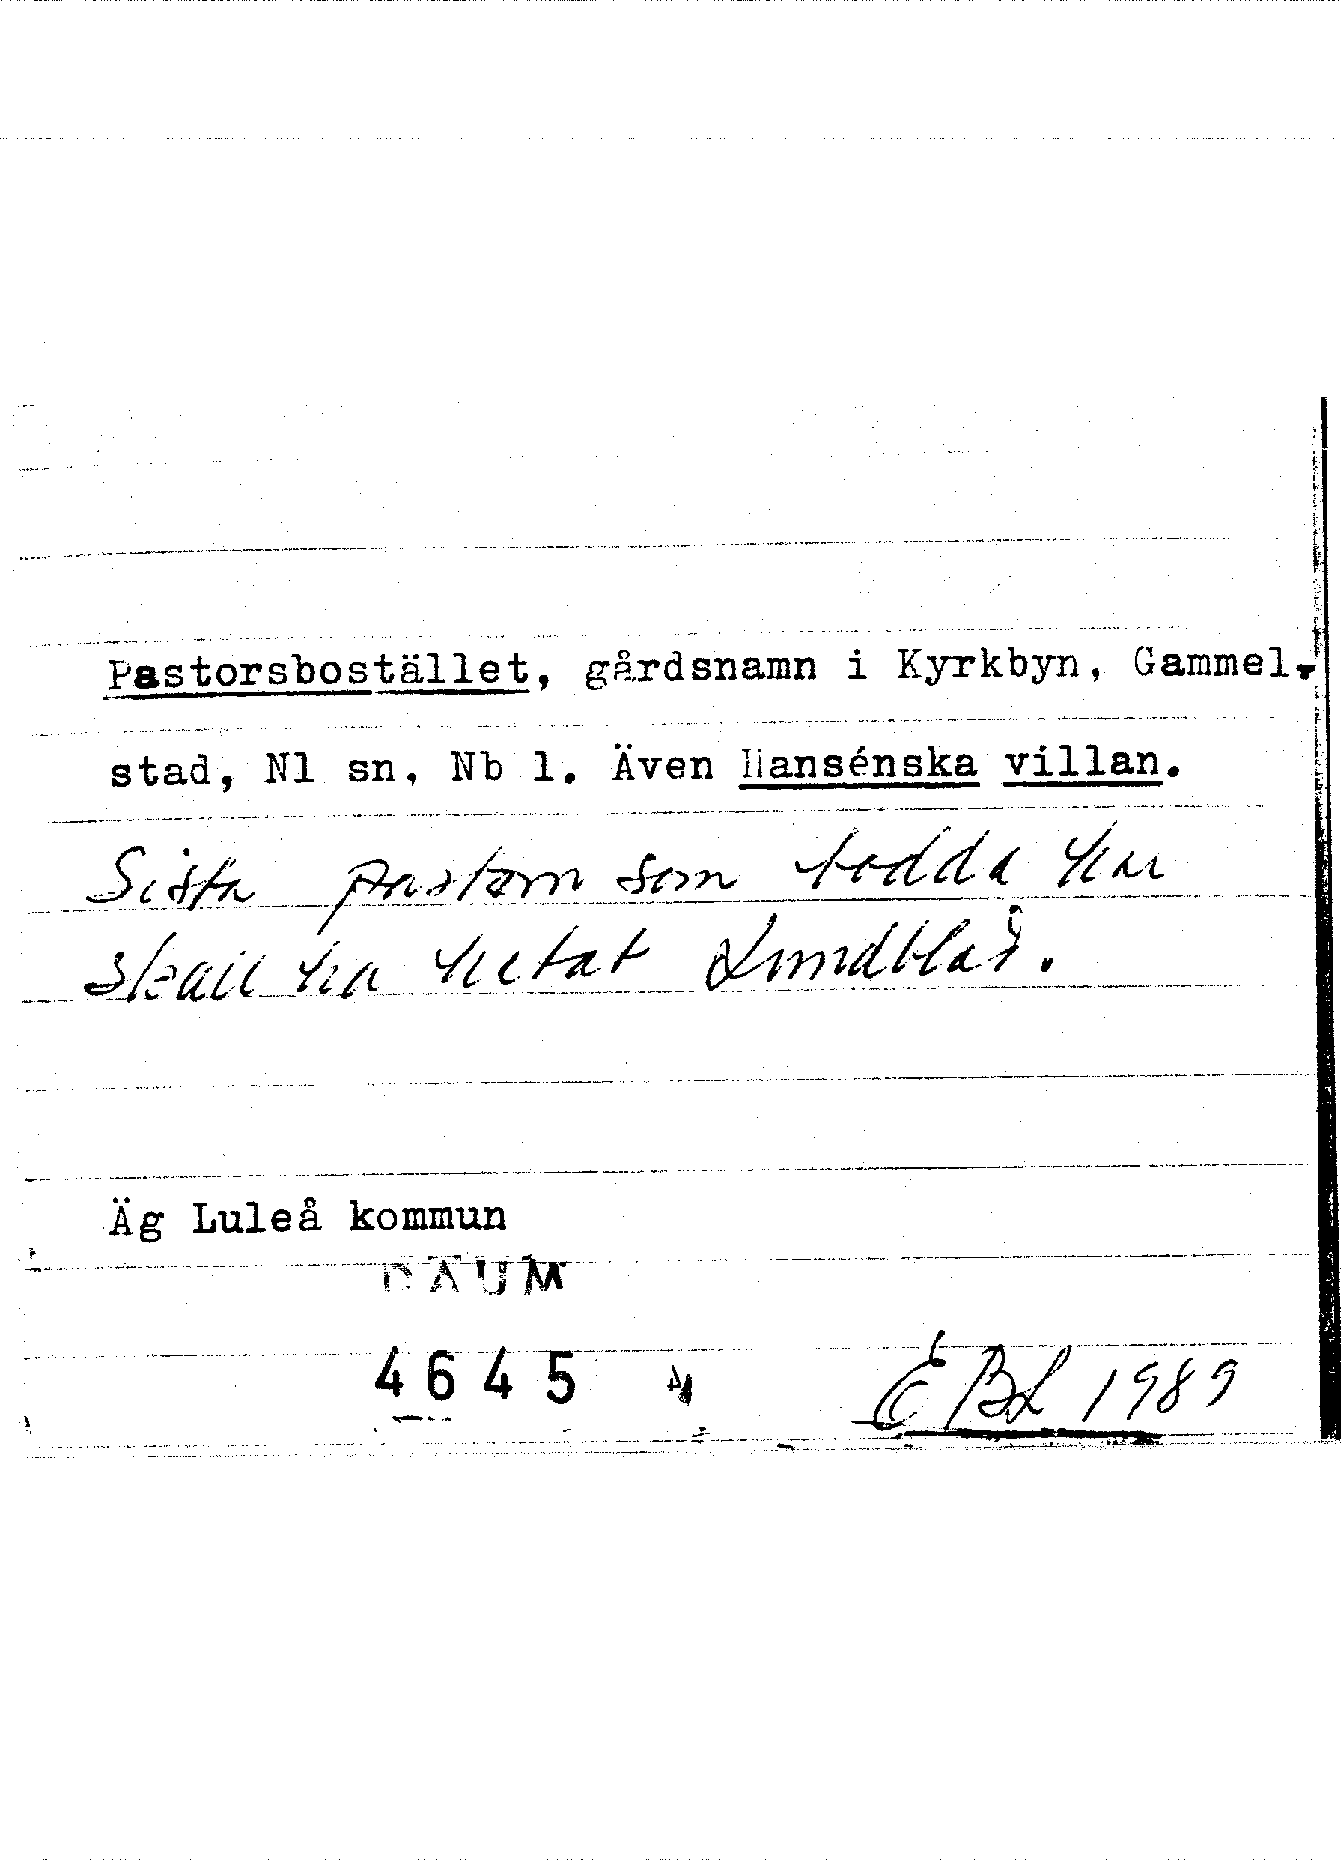 Pastorsbostället, gårdsnamn i Kyrkbyn, Gammel-
stad, Nl sn, Nb l. Även Hansénska villan.
Sista pastorn som bodde här
skall ha hetat Lundblad.
Äg Luleå kommun
DAUM
4645
EBL 1989